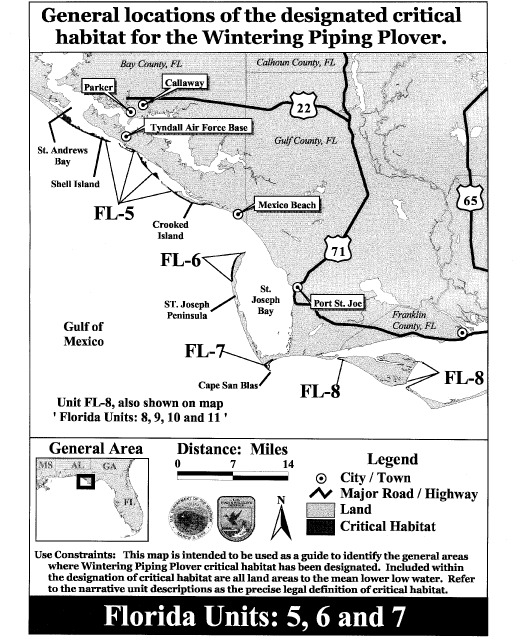 General locations of the designated critical
habitat for the Wintering Piping Plover.
Bay County, FL
Calhoun County, FL
Parker
Callaway
22
Tyndall Air Force Base
Gulf County, FL
St. Andrews
Bay
Shell Island
65
FL-5
Mexico Beach
Crooked
Island
71
FL-6
St.
Joseph
Bay
Port St. Joe
ST. Joseph
Peninsula
Franklin
County, FL
Gulf of
Mexico
FL-7
Cape San Blas
FL-8
FL-8
Unit FL-8, also shown on map
' Florida Units: 8, 9, 10 and 11 '
General Area
MS AL GA
FL
Distance: Miles
0 7 14
N
Legend
City / Town
Major Road / Highway
Land
Critical Habitat
Use Constraints: This map is intended to be used as a guide to identify the general areas
where Wintering Piping Plover critical habitat has been designated. Included within
the designation of critical habitat are all land areas to the mean lower low water. Refer
to the narrative unit descriptions as the precise legal definition of critical habitat.
Florida Units: 5, 6 and 7